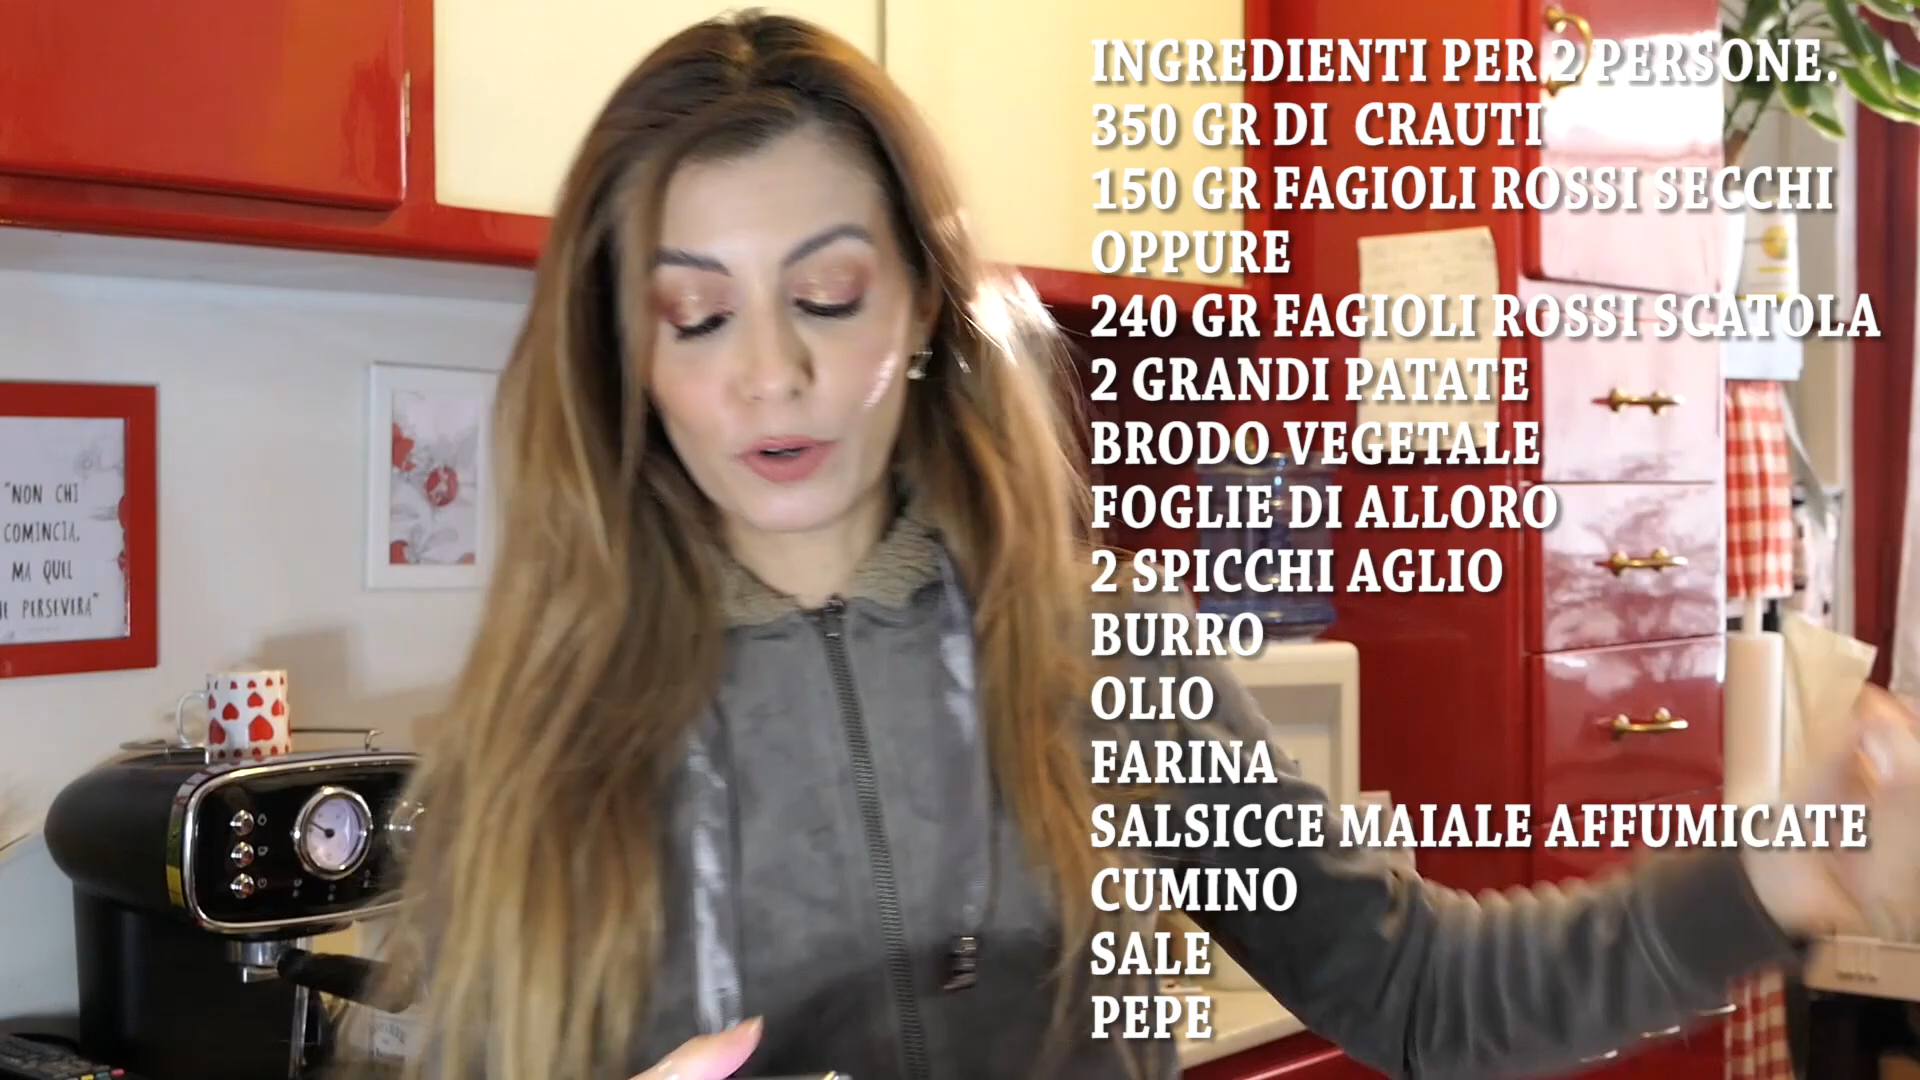 INGREDIENTI PER 2 PERSONE.
350 GR DI CRAUTI
150 GR FAGIOLI ROSSI SECCHI
OPPURE
240 GR FAGIOLI ROSSI SCATOLA
2 GRANDI PATATE
BRODO VEGETALE
FOGLIE DI ALLORO
2 SPICCHI AGLIO
BURRO
OLIO
FARINA
SALSICCE MAIALE AFFUMICATE
CUMINO
SALE
PEPE
"NON CHI
COMINCIA,
MA QUEL
PERSEVERA"